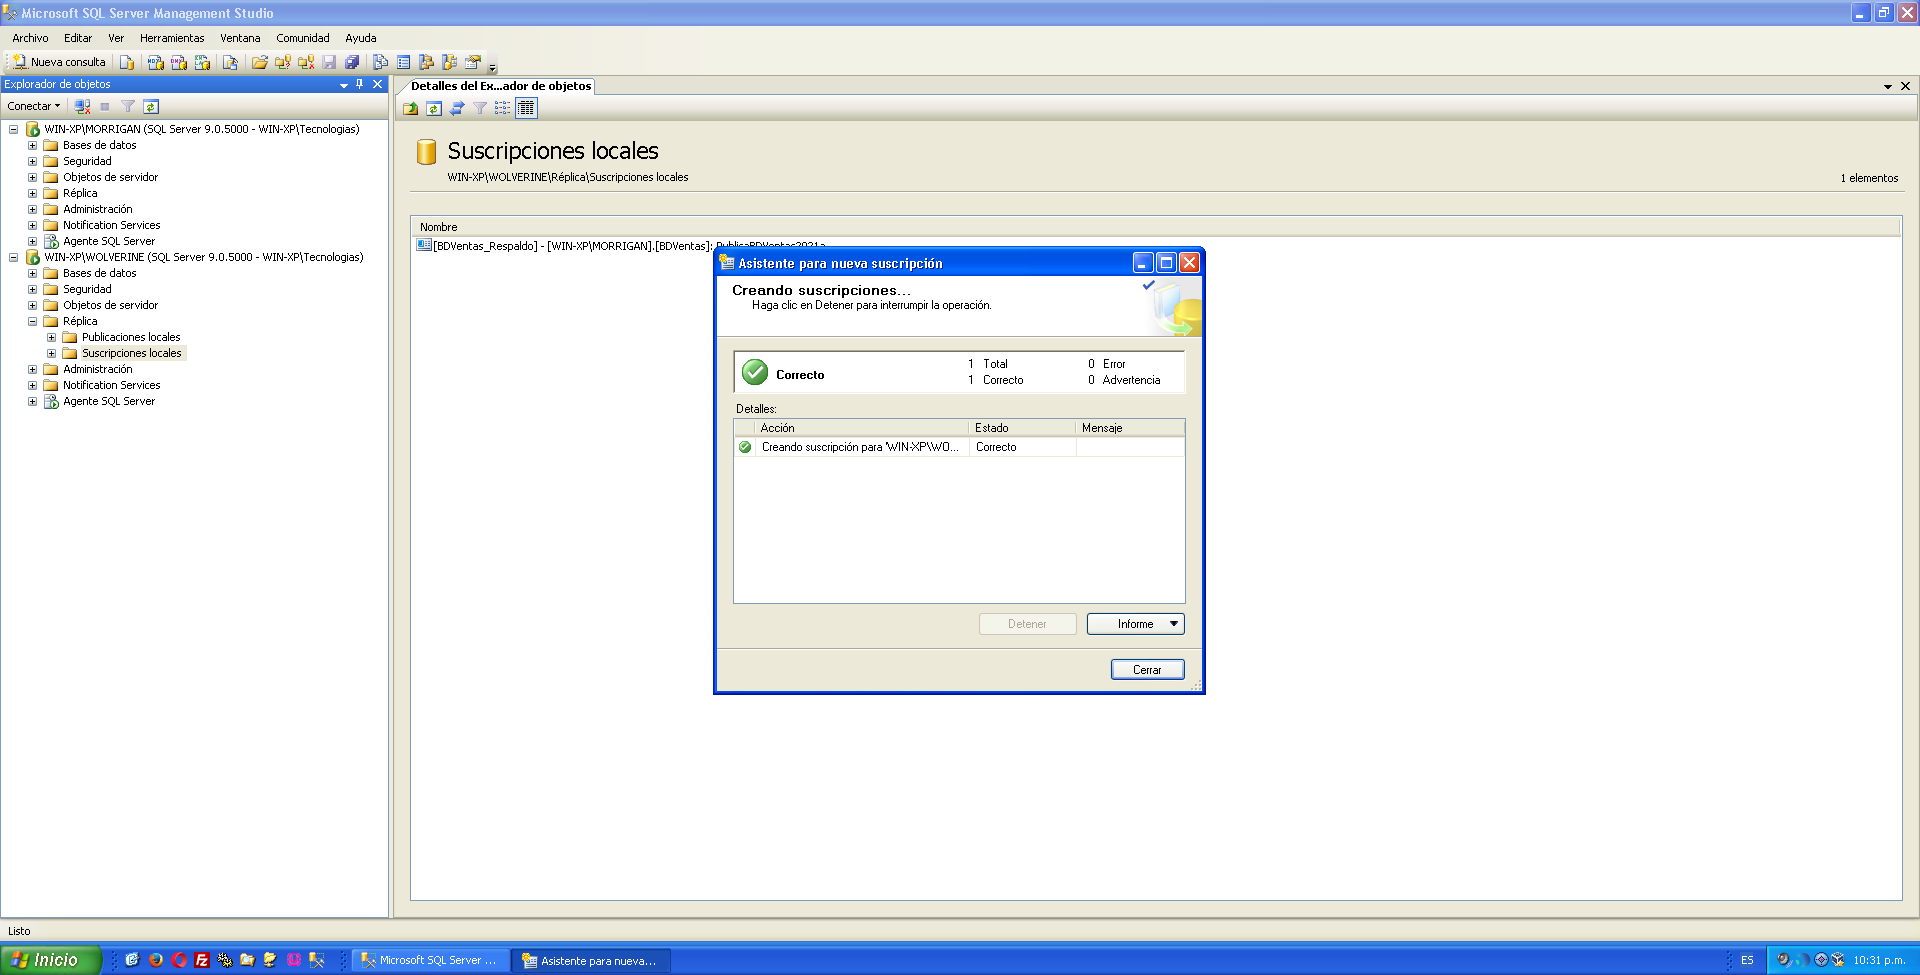 Microsoft SQL Server Management Studio
Archivo Editar Ver Herramientas Ventana Comunidad Ayuda
Nueva consulta
Explorador de objetos
Conectar
WIN-XP\MORRIGAN (SQL Server 9.0.5000 - WIN-XP\Tecnologias)
Bases de datos
Seguridad
Objetos de servidor
Réplica
Administración
Notification Services
Agente SQL Server
WIN-XP\WOLVERINE (SQL Server 9.0.5000 - WIN-XP\Tecnologias)
Bases de datos
Seguridad
Objetos de servidor
Réplica
Publicaciones locales
Suscripciones locales
Administración
Notification Services
Agente SQL Server
Detalles del Ex...ador de objetos
Suscripciones locales
WIN-XP\WOLVERINE\Réplica\Suscripciones locales
1 elementos
Nombre
[BDVentas_Respaldo] - [WIN-XP\MORRIGAN].[BDVentas]: PublicaBDVentas2021a
Asistente para nueva suscripción
Creando suscripciones...
Haga clic en Detener para interrumpir la operación.
Correcto
1 Total 0 Error
1 Correcto 0 Advertencia
Detalles:
Acción Estado Mensaje
Creando suscripción para 'WIN-XP\WO... Correcto
Detener Informe
Cerrar
Listo
Inicio
Microsoft SQL Server ...
Asistente para nueva...
ES
10:31 p.m.